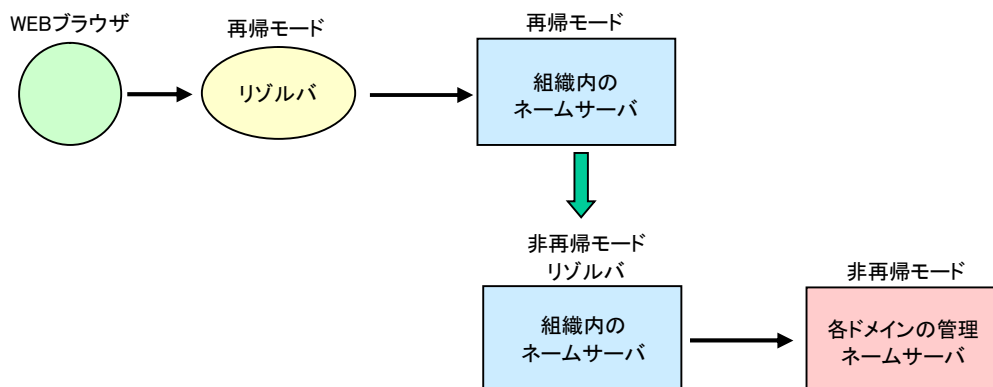 WEBブラウザ
再帰モード
リゾルバ
再帰モード
組織内の
ネームサーバ
非再帰モード
リゾルバ
組織内の
ネームサーバ
非再帰モード
各ドメインの管理
ネームサーバ